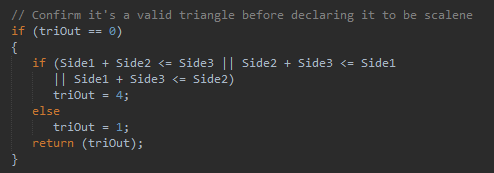 // Confirm it's a valid triangle before declaring it to be scalene
if (triOut == 0)
{
if (Side1 + Side2 <= Side3 || Side2 + Side3 <= Side1
|| Side1 + Side3 <= Side2)
triOut = 4;
else
triOut = 1;
return (triOut);
}